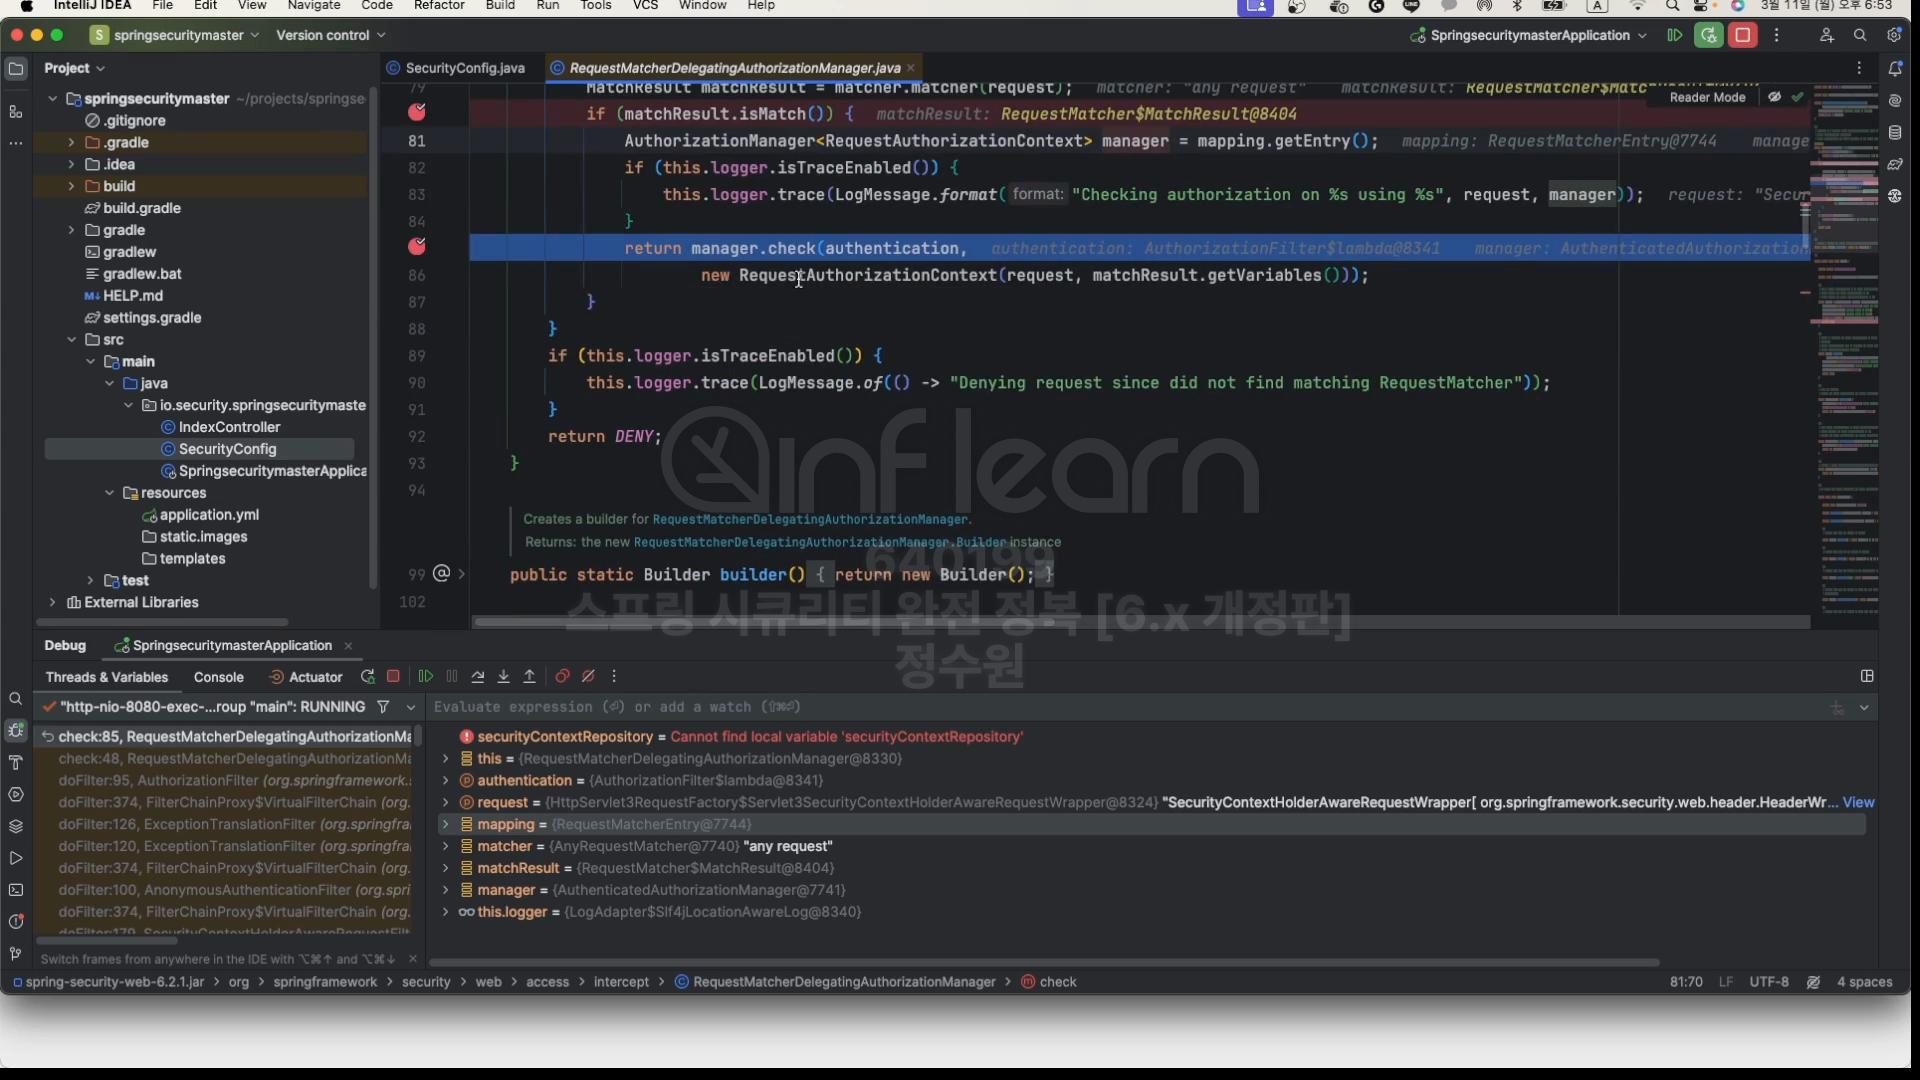 IntelliJ IDEA File Edit View Navigate Code Refactor Build Run Tools VCS Window Help 3월 11일 (월) 오후 6:53
S springsecuritymaster Version control SpringsecuritymasterApplication
Project
SecurityConfig.java RequestMatcherDelegatingAuthorizationManager.java
Reader Mode
springsecuritymaster ~/projects/springse
.gitignore
.gradle
.idea
build
build.gradle
gradle
gradlew
gradlew.bat
HELP.md
settings.gradle
src
main
java
io.security.springsecuritymaste
IndexController
SecurityConfig
SpringsecuritymasterApplica
resources
application.yml
static.images
templates
test
External Libraries
79 MatchResult matchResult = matcher.matcher(request); matcher: "any request" matchResult: RequestMatcher$Matc
if (matchResult.isMatch()) { matchResult: RequestMatcher$MatchResult@8404
81 AuthorizationManager<RequestAuthorizationContext> manager = mapping.getEntry(); mapping: RequestMatcherEntry@7744 manage
82 if (this.logger.isTraceEnabled()) {
83 this.logger.trace(LogMessage.format( format: "Checking authorization on %s using %s", request, manager)); request: "Secur
84 }
return manager.check(authentication, authentication: AuthorizationFilter$lambda@8341 manager: AuthenticatedAuthorization
86 new RequestAuthorizationContext(request, matchResult.getVariables()));
87 }
88 }
89 if (this.logger.isTraceEnabled()) {
90 this.logger.trace(LogMessage.of(() -> "Denying request since did not find matching RequestMatcher"));
91 }
92 return DENY;
93 }
94
Creates a builder for RequestMatcherDelegatingAuthorizationManager.
Returns: the new RequestMatcherDelegatingAuthorizationManager.Builder instance
99 public static Builder builder() { return new Builder(); }
102
inflearn
640199
스프링 시큐리티 완전 정복 [6.x 개정판]
정수원
Debug SpringsecuritymasterApplication
Threads & Variables Console Actuator
"http-nio-8080-exec-...roup "main": RUNNING
check:85, RequestMatcherDelegatingAuthorizationMa
check:48, RequestMatcherDelegatingAuthorizationMa
doFilter:95, AuthorizationFilter (org.springframework.s
doFilter:374, FilterChainProxy$VirtualFilterChain (org.
doFilter:126, ExceptionTranslationFilter (org.springfra
doFilter:120, ExceptionTranslationFilter (org.springfra
doFilter:374, FilterChainProxy$VirtualFilterChain (org.
doFilter:100, AnonymousAuthenticationFilter (org.spri
doFilter:374, FilterChainProxy$VirtualFilterChain (org.
doFilter:179, SecurityContextHolderAwareRequestFilt
Switch frames from anywhere in the IDE with ⌥⌘↑ and ⌥⌘↓
Evaluate expression (⏎) or add a watch (⇧⌘⏎)
securityContextRepository = Cannot find local variable 'securityContextRepository'
this = {RequestMatcherDelegatingAuthorizationManager@8330}
authentication = {AuthorizationFilter$lambda@8341}
request = {HttpServlet3RequestFactory$Servlet3SecurityContextHolderAwareRequestWrapper@8324} "SecurityContextHolderAwareRequestWrapper[ org.springframework.security.web.header.HeaderWr... View
mapping = {RequestMatcherEntry@7744}
matcher = {AnyRequestMatcher@7740} "any request"
matchResult = {RequestMatcher$MatchResult@8404}
manager = {AuthenticatedAuthorizationManager@7741}
this.logger = {LogAdapter$Slf4jLocationAwareLog@8340}
spring-security-web-6.2.1.jar > org > springframework > security > web > access > intercept > RequestMatcherDelegatingAuthorizationManager > check 81:70 LF UTF-8 4 spaces